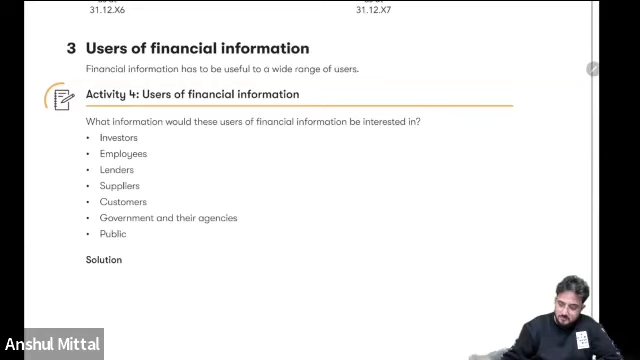 31.12.X6
31.12.X7
3 Users of financial information
Financial information has to be useful to a wide range of users.
Activity 4: Users of financial information
What information would these users of financial information be interested in?
• Investors
• Employees
• Lenders
• Suppliers
• Customers
• Government and their agencies
• Public
Solution
Anshul Mittal